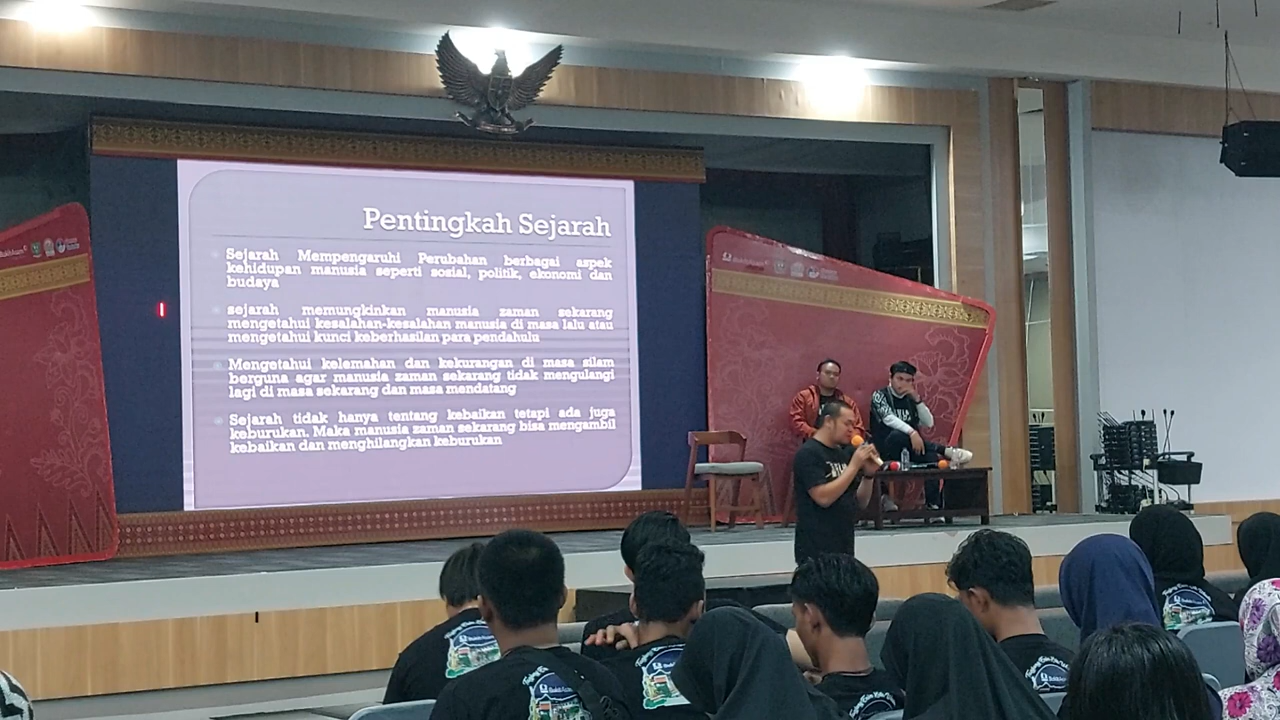 Pentingkah Sejarah
Sejarah Mempengaruhi Perubahan berbagai aspek
kehidupan manusia seperti sosial, politik, ekonomi dan
budaya
sejarah memungkinkan manusia zaman sekarang
mengetahui kesalahan-kesalahan manusia di masa lalu atau
mengetahui kunci keberhasilan para pendahulu
Mengetahui kelemahan dan kekurangan di masa silam
berguna agar manusia zaman sekarang tidak mengulangi
lagi di masa sekarang dan masa mendatang
Sejarah tidak hanya tentang kebaikan tetapi ada juga
keburukan. Maka manusia zaman sekarang bisa mengambil
kebaikan dan menghilangkan keburukan